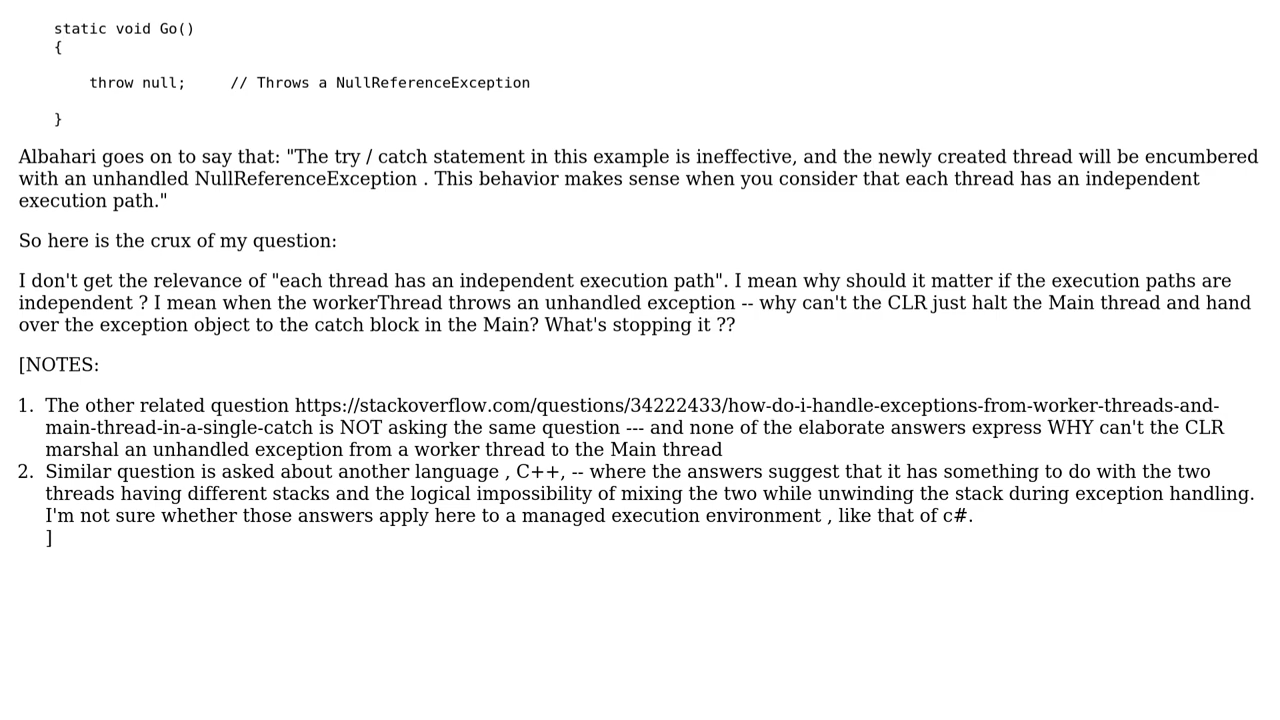 static void Go()
{
throw null;     // Throws a NullReferenceException
}
Albahari goes on to say that: "The try / catch statement in this example is ineffective, and the newly created thread will be encumbered
with an unhandled NullReferenceException . This behavior makes sense when you consider that each thread has an independent
execution path."
So here is the crux of my question:
I don't get the relevance of "each thread has an independent execution path". I mean why should it matter if the execution paths are
independent ? I mean when the workerThread throws an unhandled exception -- why can't the CLR just halt the Main thread and hand
over the exception object to the catch block in the Main? What's stopping it ??
[NOTES:
1. The other related question https://stackoverflow.com/questions/34222433/how-do-i-handle-exceptions-from-worker-threads-and-
main-thread-in-a-single-catch is NOT asking the same question --- and none of the elaborate answers express WHY can't the CLR
marshal an unhandled exception from a worker thread to the Main thread
2. Similar question is asked about another language , C++, -- where the answers suggest that it has something to do with the two
threads having different stacks and the logical impossibility of mixing the two while unwinding the stack during exception handling.
I'm not sure whether those answers apply here to a managed execution environment , like that of c#.
]